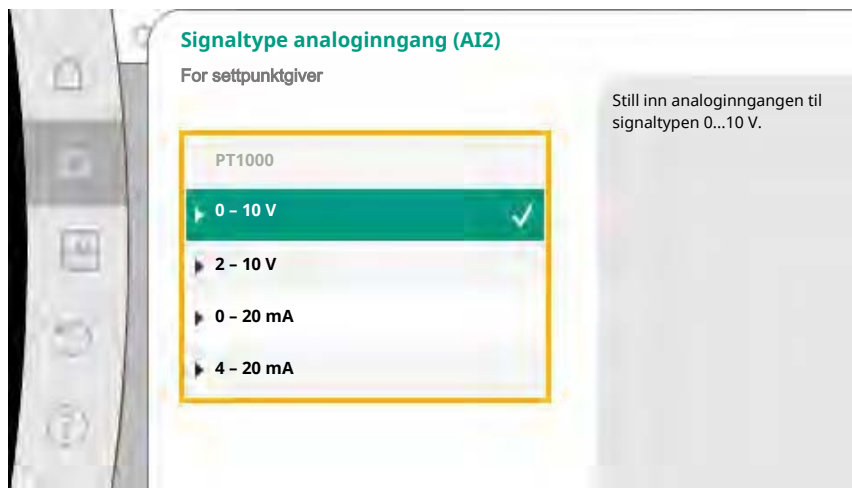 Signaltype analoginngang (AI2)
For settpunktgiver
Still inn analoginngangen til
signaltypen 0...10 V.
PT1000
0 – 10 V
2 – 10 V
0 – 20 mA
4 – 20 mA